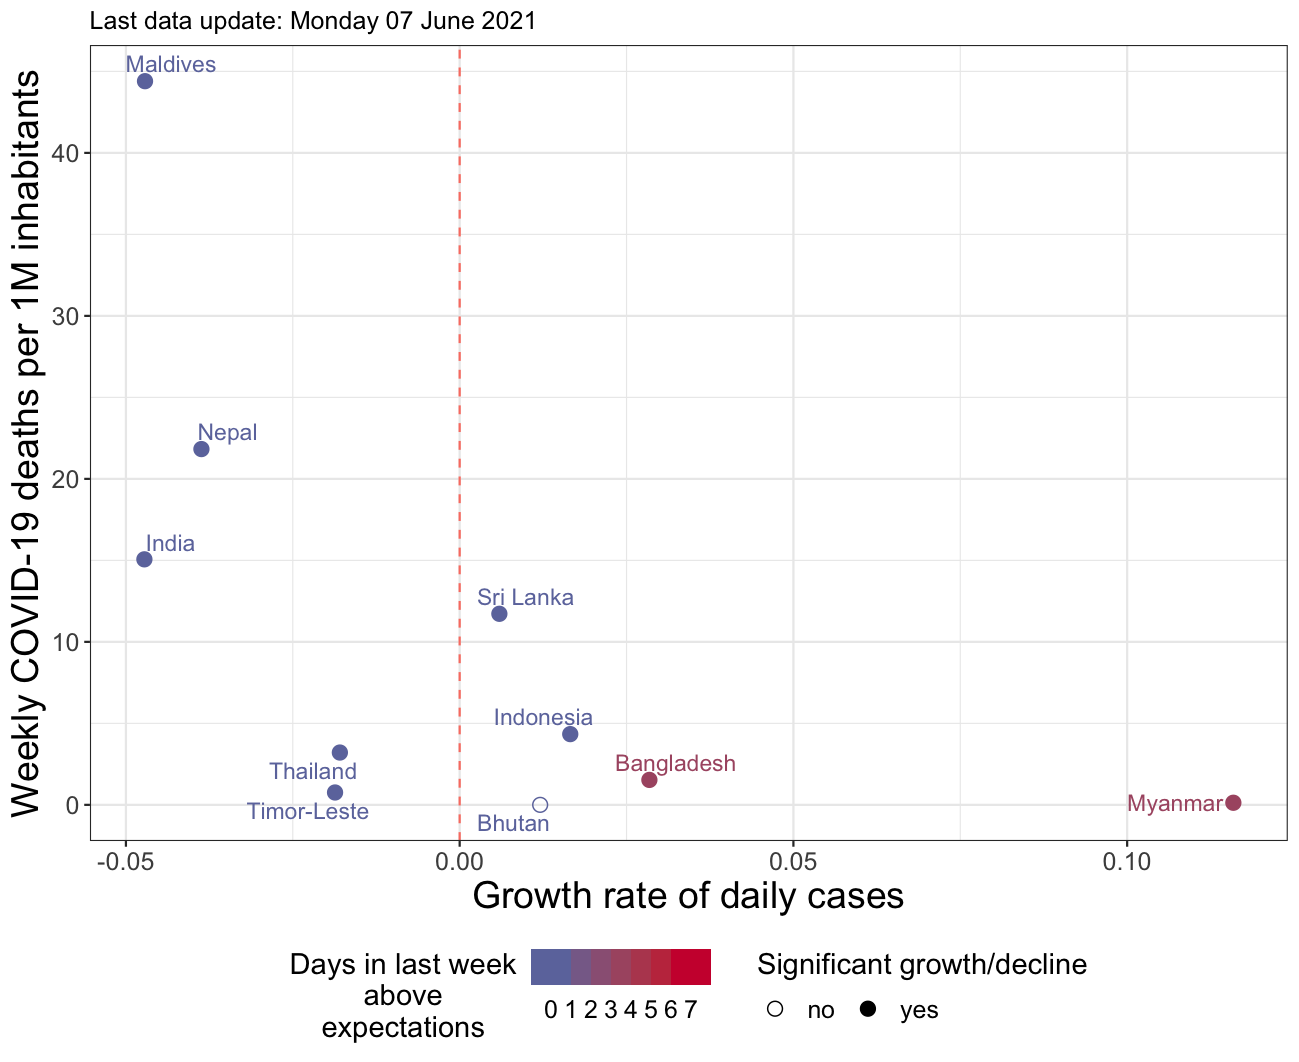 Last data update: Monday 07 June 2021
Weekly COVID-19 deaths per 1M inhabitants
40
30
20
10
0
Maldives
Nepal
India
Sri Lanka
Indonesia
Thailand
Bangladesh
Timor-Leste
Myanmar
Bhutan
-0.05
0.00
0.05
0.10
Growth rate of daily cases
Days in last week
above
expectations
0 1 2 3 4 5 6 7
Significant growth/decline
no
yes